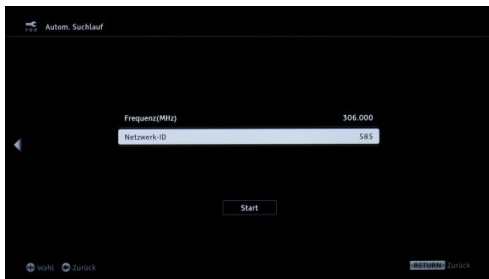 Autom. Suchlauf
Frequenz(MHz) 306.000
Netzwerk-ID 585
Start
Wahl Zurück RETURN Zurück